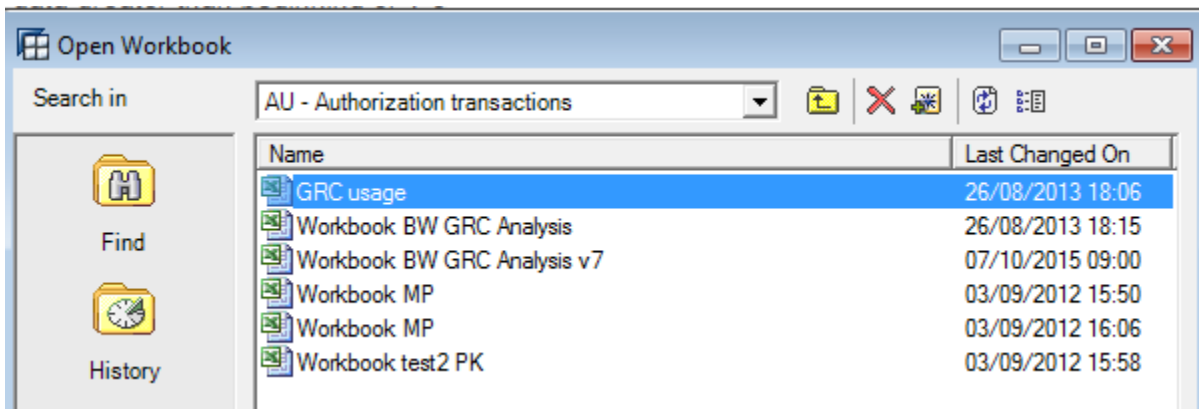 Open Workbook
Search in AU - Authorization transactions
Name Last Changed On
GRC usage 26/08/2013 18:06
Workbook BW GRC Analysis 26/08/2013 18:15
Workbook BW GRC Analysis v7 07/10/2015 09:00
Workbook MP 03/09/2012 15:50
Workbook MP 03/09/2012 16:06
Workbook test2 PK 03/09/2012 15:58
Find
History